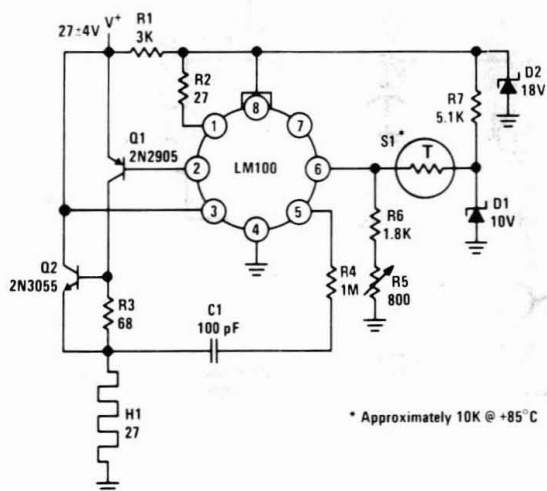 27±4V
V+
R1
3K
D2
18V
R2
27
R7
5.1K
8
1
7
S1*
Q1
2N2905
T
2
LM100
6
3
5
4
D1
10V
R6
1.8K
Q2
2N3055
R4
1M
R5
800
R3
68
C1
100 pF
H1
27
* Approximately 10K @ +85°C